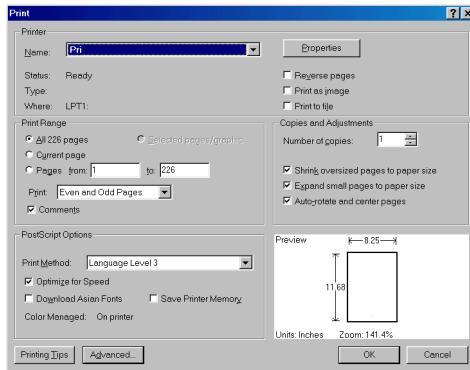 Print
Printer
Name: Pri
Properties
Status: Ready
Type:
Where: LPT1:
Reverse pages
Print as image
Print to file
Print Range
All 226 pages
Selected pages/graphic
Current page
Pages from: 1 to: 226
Print: Even and Odd Pages
Comments
Copies and Adjustments
Number of copies: 1
Shrink oversized pages to paper size
Expand small pages to paper size
Auto-rotate and center pages
PostScript Options
Print Method: Language Level 3
Optimize for Speed
Download Asian Fonts
Save Printer Memory
Color Managed: On printer
Preview
8.25
11.68
Units: Inches Zoom: 141.4%
Printing Tips
Advanced...
OK
Cancel